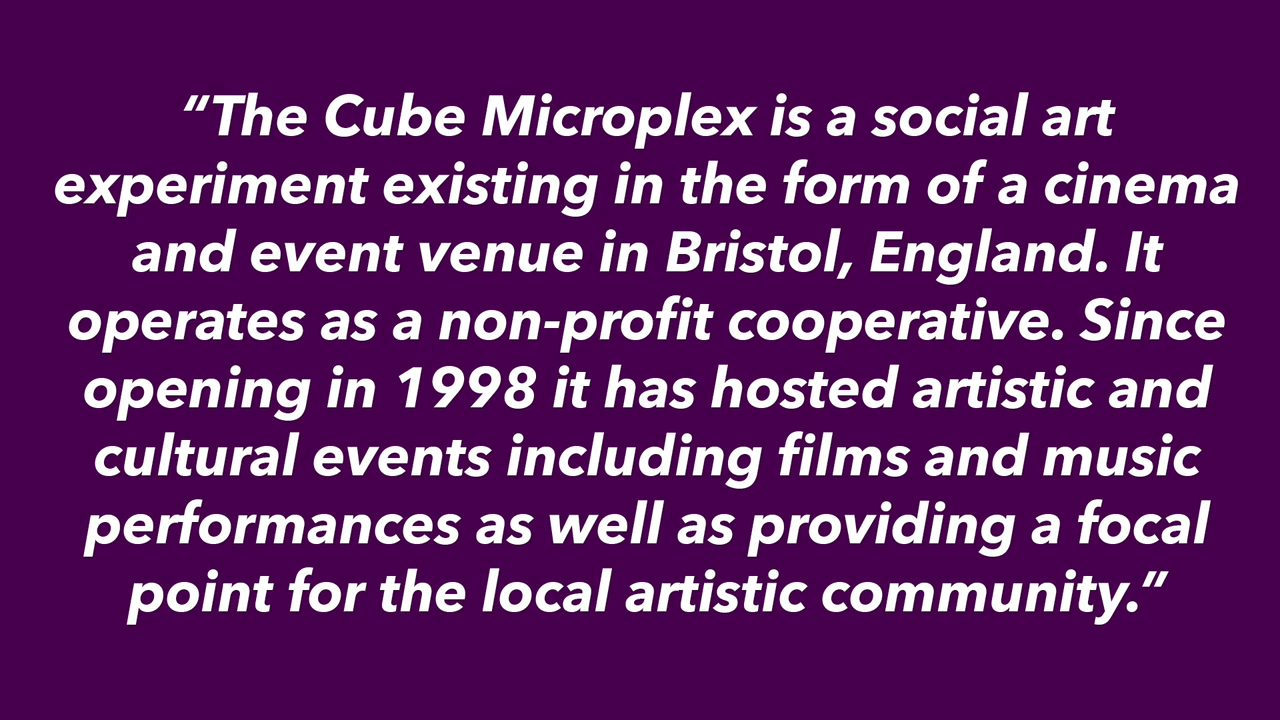 “The Cube Microplex is a social art
experiment existing in the form of a cinema
and event venue in Bristol, England. It
operates as a non-profit cooperative. Since
opening in 1998 it has hosted artistic and
cultural events including films and music
performances as well as providing a focal
point for the local artistic community.”